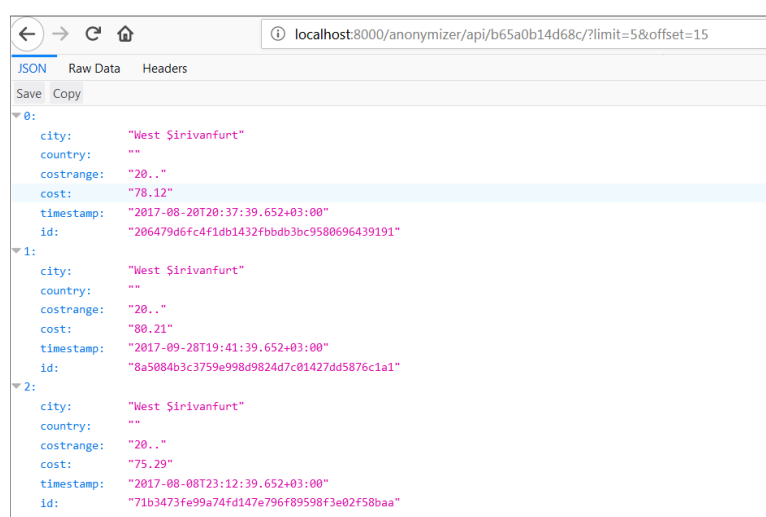 localhost:8000/anonymizer/api/b65a0b14d68c/?limit=5&offset=15
JSON Raw Data Headers
Save Copy
0:
city: "West Şirivanfurt"
country: ""
costrange: "20.."
cost: "78.12"
timestamp: "2017-08-20T20:37:39.652+03:00"
id: "206479d6fc4f1db1432fbbdb3bc9580696439191"
1:
city: "West Şirivanfurt"
country: ""
costrange: "20.."
cost: "80.21"
timestamp: "2017-09-28T19:41:39.652+03:00"
id: "8a5084b3c3759e998d9824d7c01427dd5876c1a1"
2:
city: "West Şirivanfurt"
country: ""
costrange: "20.."
cost: "75.29"
timestamp: "2017-08-08T23:12:39.652+03:00"
id: "71b3473fe99a74fd147e796f89598f3e02f58baa"